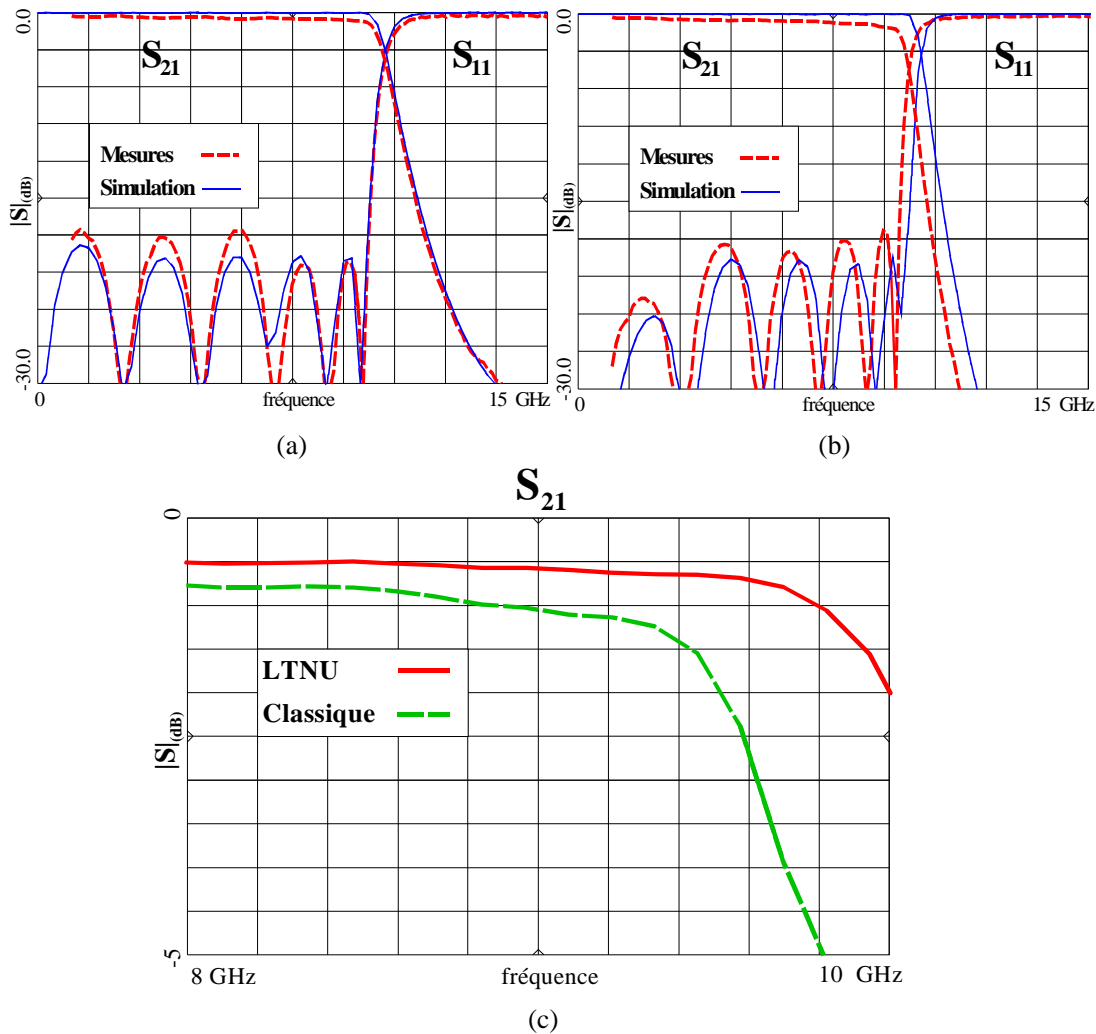 0.0
S21
S11
Mesures
Simulation
|S|(dB)
-30.0
0
fréquence
15 GHz
(a)
0.0
S21
S11
Mesures
Simulation
|S|(dB)
-30.0
0
fréquence
15 GHz
(b)
S21
0
LTNU
Classique
|S|(dB)
-5
8 GHz
fréquence
10 GHz
(c)